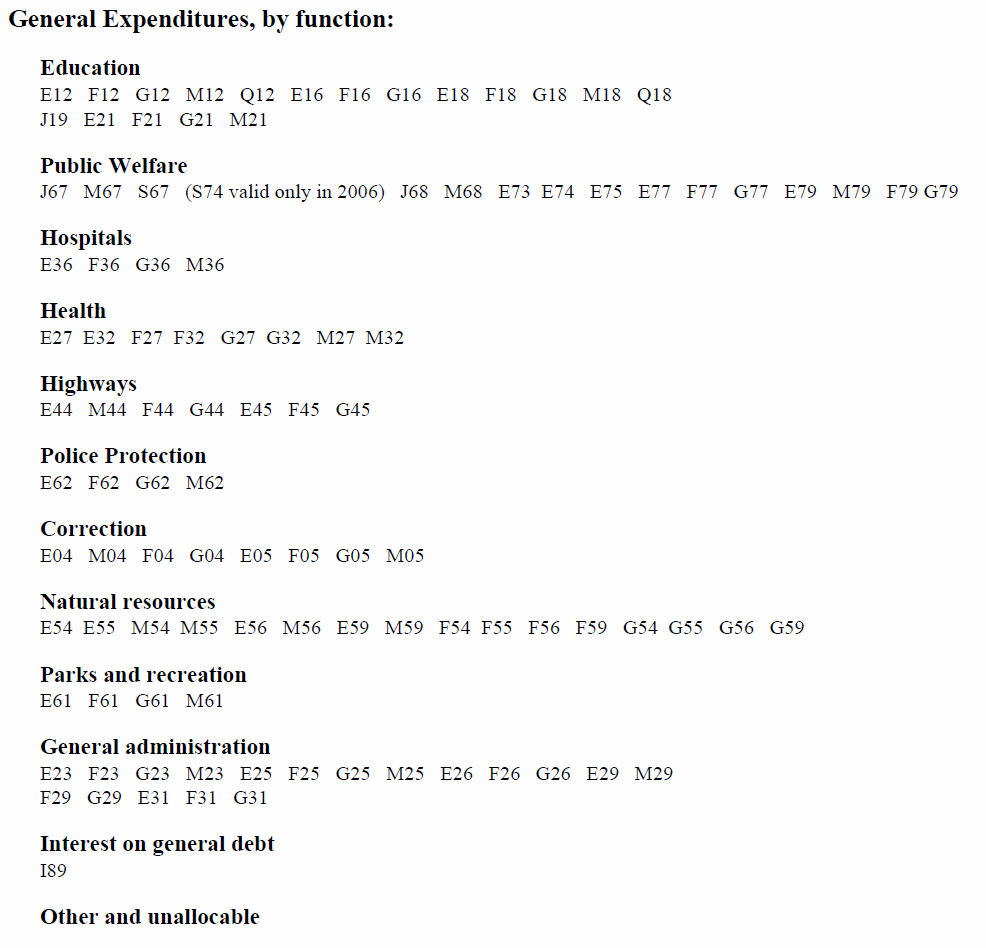 General Expenditures, by function:
Education
E12 F12 G12 M12 Q12 E16 F16 G16 E18 F18 G18 M18 Q18
J19 E21 F21 G21 M21
Public Welfare
J67 M67 S67 (S74 valid only in 2006) J68 M68 E73 E74 E75 E77 F77 G77 E79 M79 F79 G79
Hospitals
E36 F36 G36 M36
Health
E27 E32 F27 F32 G27 G32 M27 M32
Highways
E44 M44 F44 G44 E45 F45 G45
Police Protection
E62 F62 G62 M62
Correction
E04 M04 F04 G04 E05 F05 G05 M05
Natural resources
E54 E55 M54 M55 E56 M56 E59 M59 F54 F55 F56 F59 G54 G55 G56 G59
Parks and recreation
E61 F61 G61 M61
General administration
E23 F23 G23 M23 E25 F25 G25 M25 E26 F26 G26 E29 M29
F29 G29 E31 F31 G31
Interest on general debt
I89
Other and unallocable